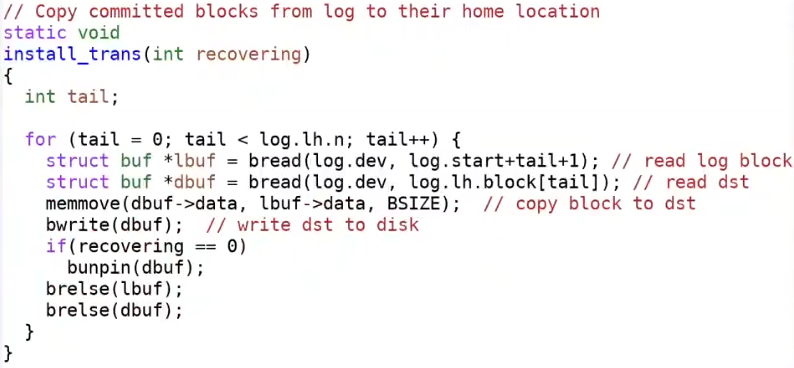 // Copy committed blocks from log to their home location
static void
install_trans(int recovering)
{
  int tail;

  for (tail = 0; tail < log.lh.n; tail++) {
    struct buf *lbuf = bread(log.dev, log.start+tail+1); // read log block
    struct buf *dbuf = bread(log.dev, log.lh.block[tail]); // read dst
    memmove(dbuf->data, lbuf->data, BSIZE);  // copy block to dst
    bwrite(dbuf);  // write dst to disk
    if(recovering == 0)
      bunpin(dbuf);
    brelse(lbuf);
    brelse(dbuf);
  }
}